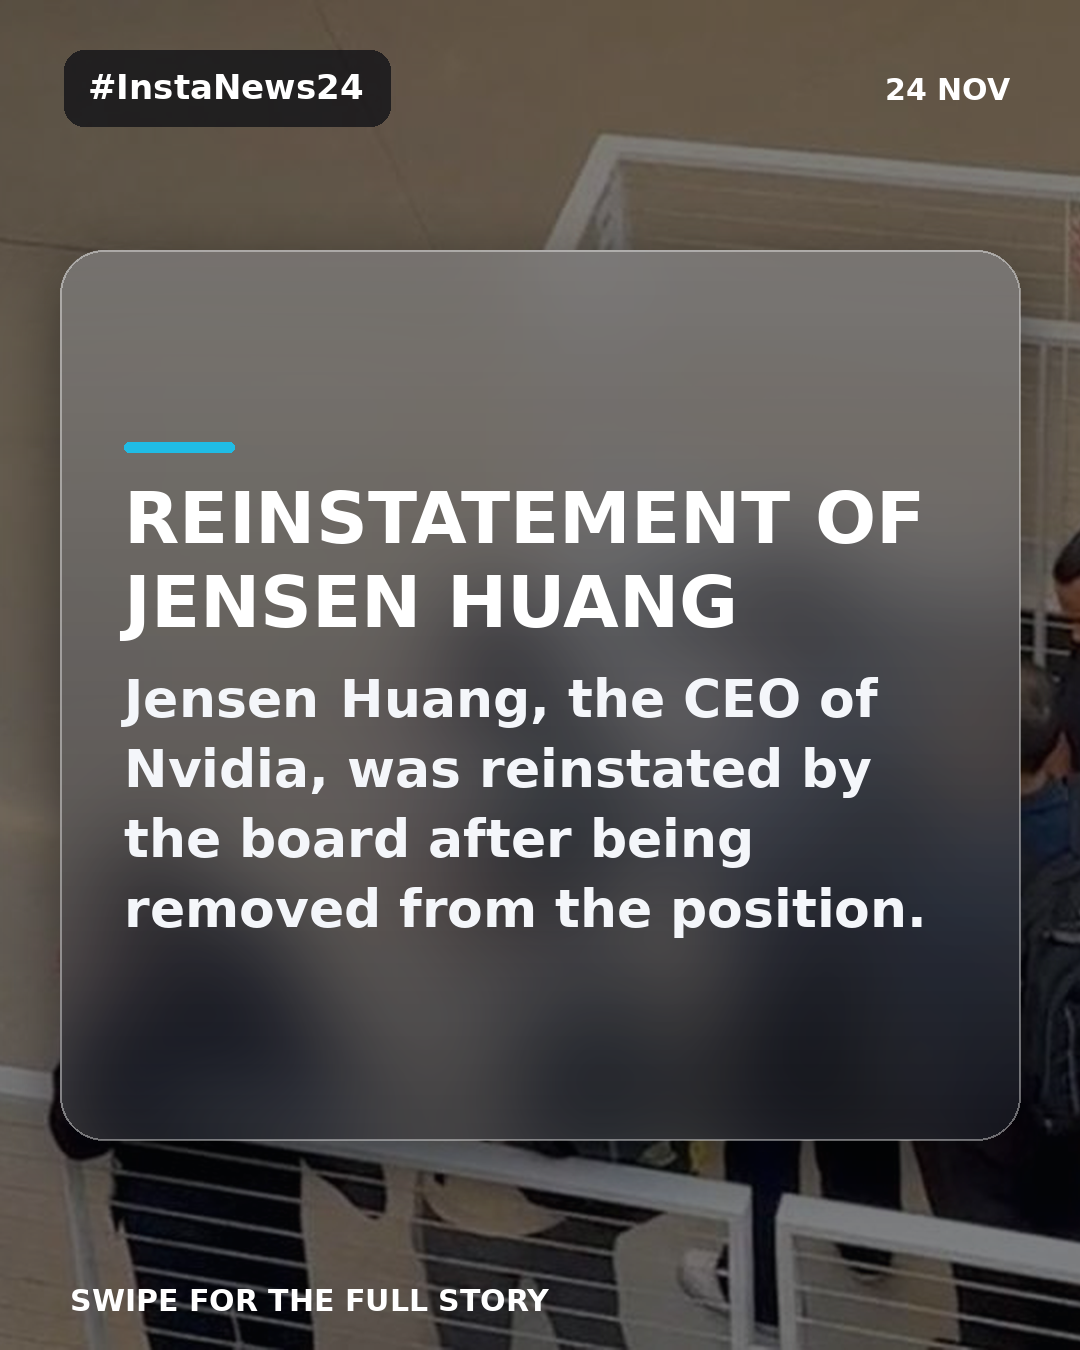 #InstaNews24
24 NOV
REINSTATEMENT OF
JENSEN HUANG
Jensen Huang, the CEO of
Nvidia, was reinstated by
the board after being
removed from the position.
SWIPE FOR THE FULL STORY